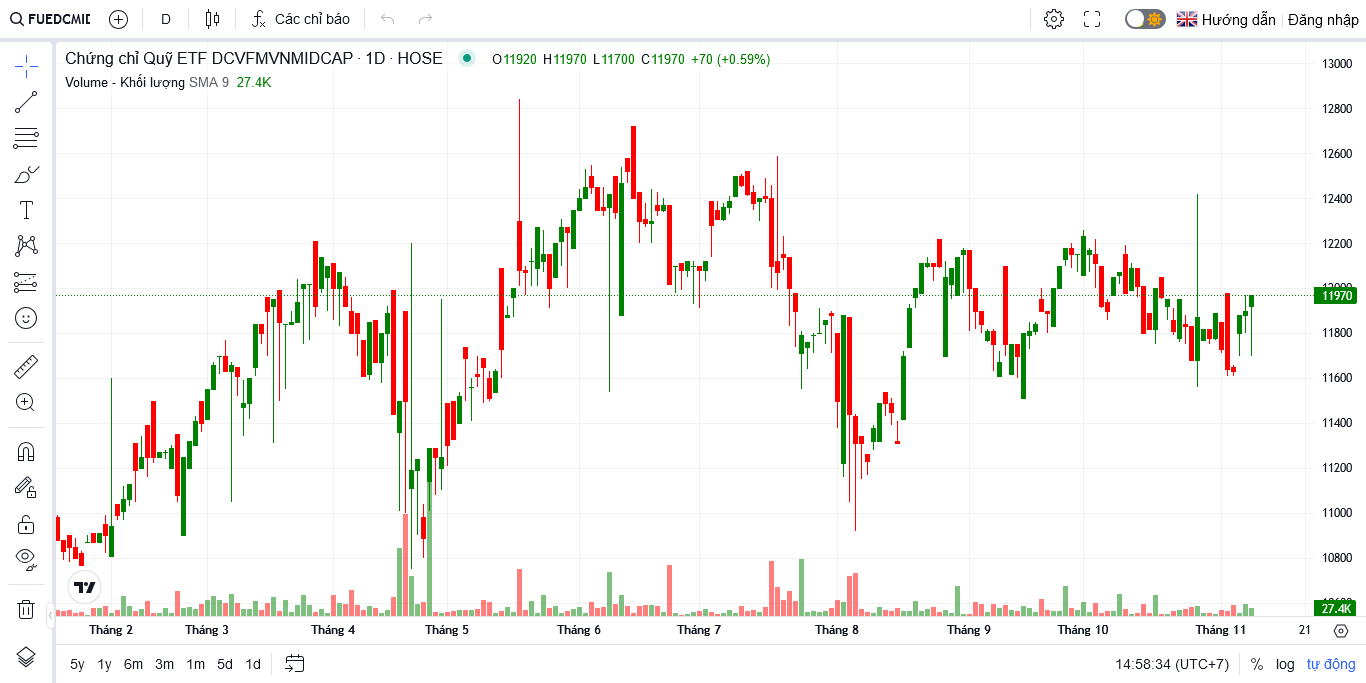 FUEDCMID
D
Các chỉ báo
Hướng dẫn
Đăng nhập
Chứng chỉ Quỹ ETF DCVFMVNMIDCAP · 1D · HOSE
O11920 H11970 L11700 C11970 +70 (+0.59%)
Volume - Khối lượng SMA 9 27.4K
13000
12800
12600
12400
12200
12000
11970
11800
11600
11400
11200
11000
10800
27.4K
Tháng 2
Tháng 3
Tháng 4
Tháng 5
Tháng 6
Tháng 7
Tháng 8
Tháng 9
Tháng 10
Tháng 11
21
5y 1y 6m 3m 1m 5d 1d
14:58:34 (UTC+7)
% log tự động